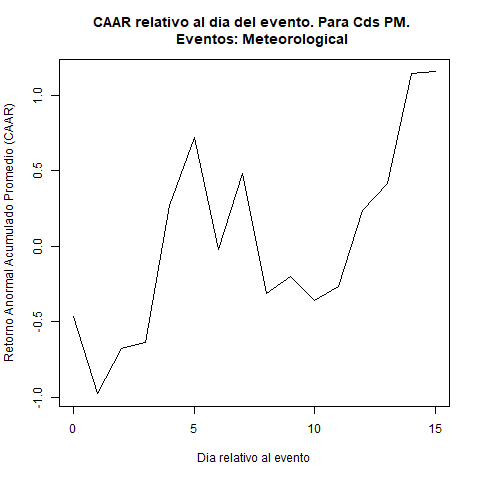 CAAR relativo al dia del evento. Para Cds PM.
Eventos: Meteorological
Retorno Anormal Acumulado Promedio (CAAR)
1.0
0.5
0.0
-0.5
-1.0
0
5
10
15
Dia relativo al evento